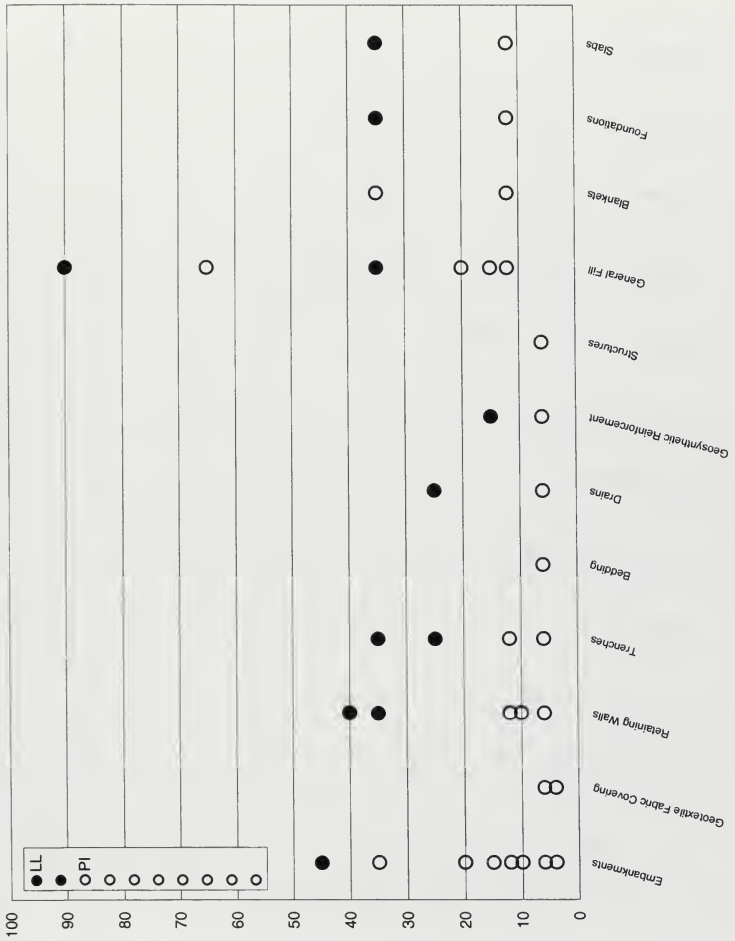 100
90
80
70
60
50
40
30
20
10
0
LL
PI
Embankments
Geotextile Fabric Covering
Retaining Walls
Trenches
Bedding
Drains
Geosynthetic Reinforcement
Structures
General Fill
Blankets
Foundations
Slabs